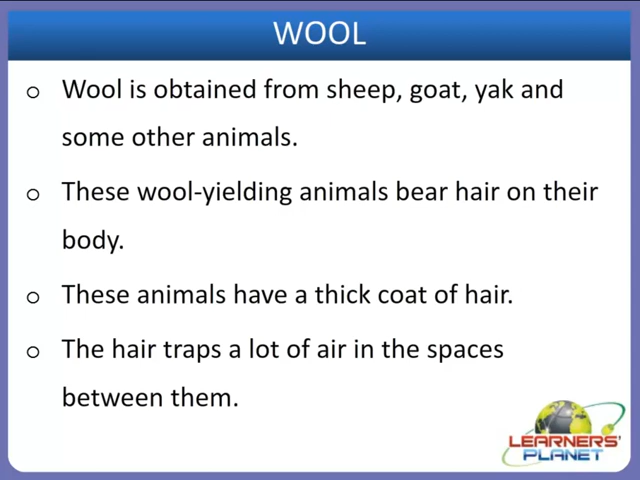 WOOL
o Wool is obtained from sheep, goat, yak and
some other animals.
o These wool-yielding animals bear hair on their
body.
o These animals have a thick coat of hair.
o The hair traps a lot of air in the spaces
between them.
LEARNERS'
PLANET